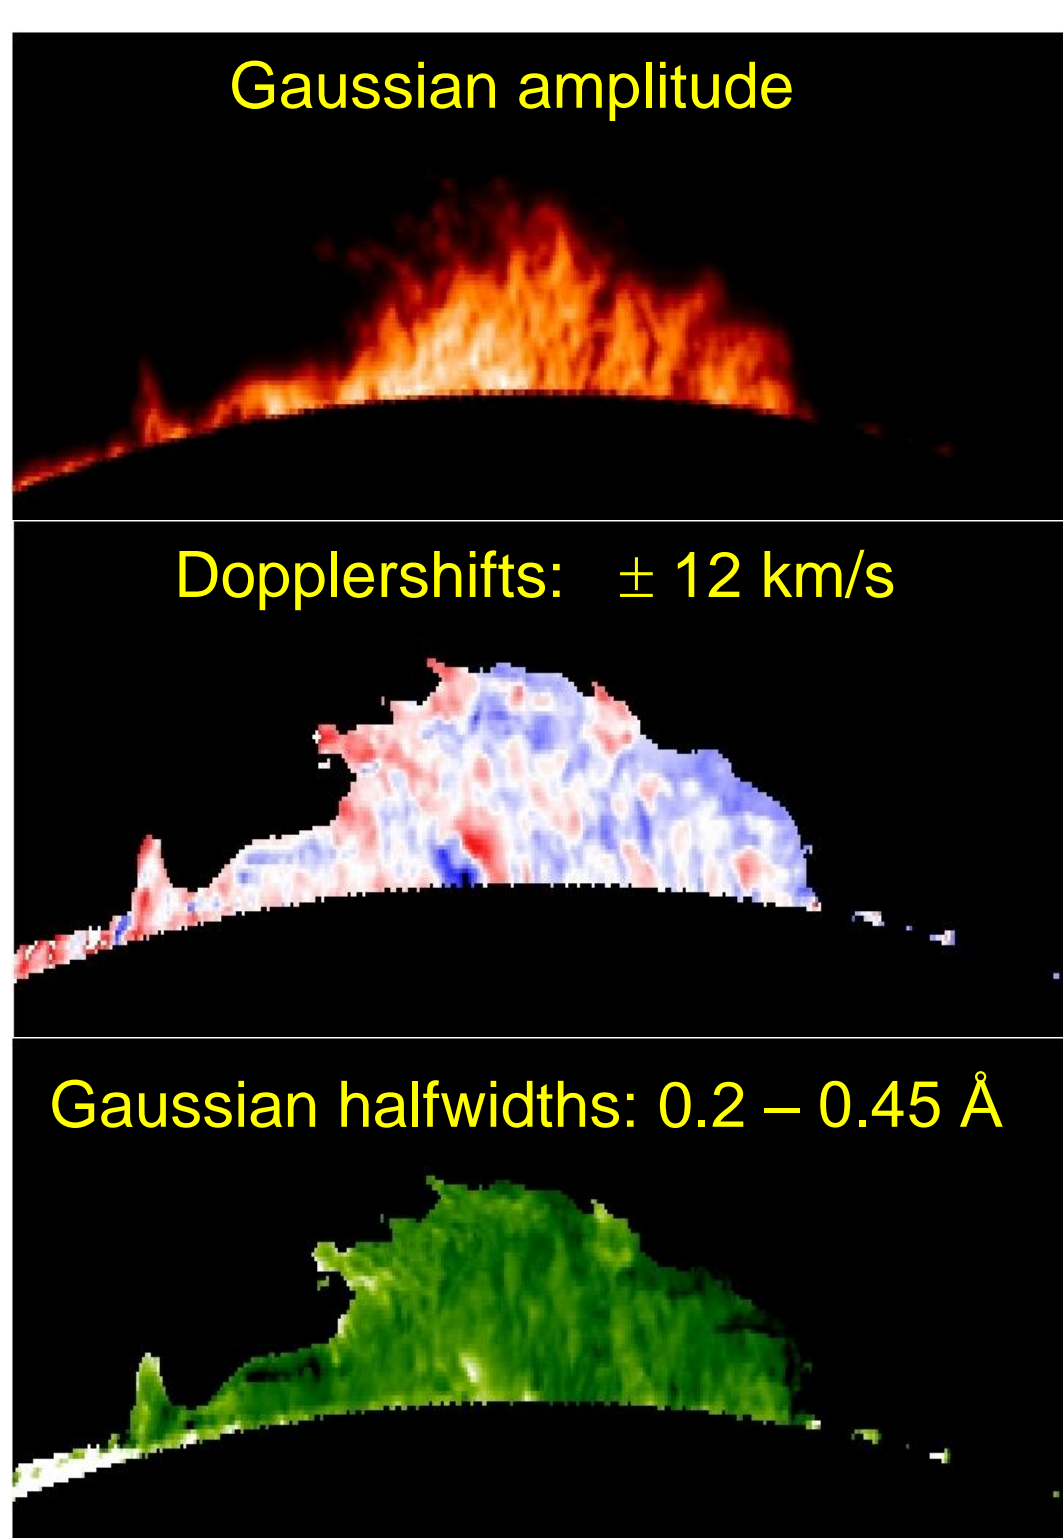 Gaussian amplitude
Dopplershifts: ± 12 km/s
Gaussian halfwidths: 0.2 – 0.45 Å